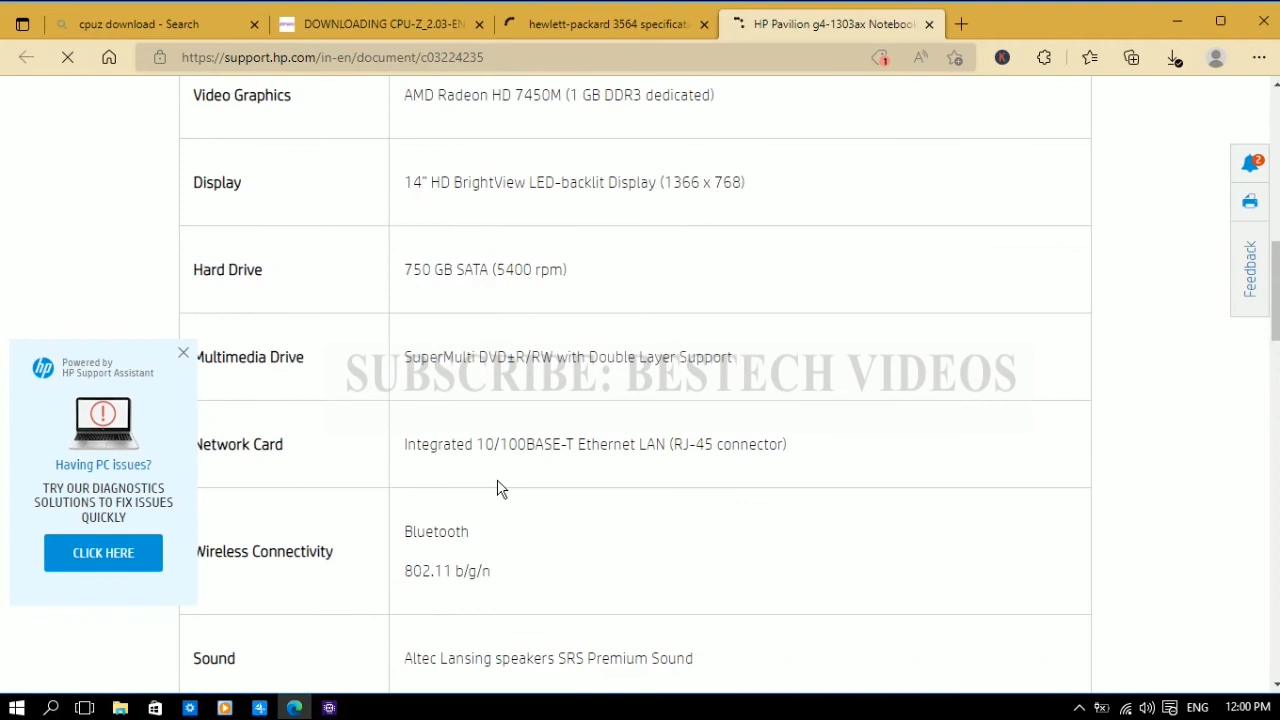 cpuz download - Search
DOWNLOADING CPU-Z_2.03-EN
hewlett-packard 3564 specificati
HP Pavilion g4-1303ax Notebook
https://support.hp.com/in-en/document/c03224235
1
Video Graphics
AMD Radeon HD 7450M (1 GB DDR3 dedicated)
Display
14" HD BrightView LED-backlit Display (1366 x 768)
Hard Drive
750 GB SATA (5400 rpm)
Multimedia Drive
SuperMulti DVD±R/RW with Double Layer Support
SUBSCRIBE: BESTECH VIDEOS
Network Card
Integrated 10/100BASE-T Ethernet LAN (RJ-45 connector)
Wireless Connectivity
Bluetooth
802.11 b/g/n
Sound
Altec Lansing speakers SRS Premium Sound
hp
Powered by
HP Support Assistant
Having PC issues?
TRY OUR DIAGNOSTICS
SOLUTIONS TO FIX ISSUES
QUICKLY
CLICK HERE
2
Feedback
ENG
12:00 PM